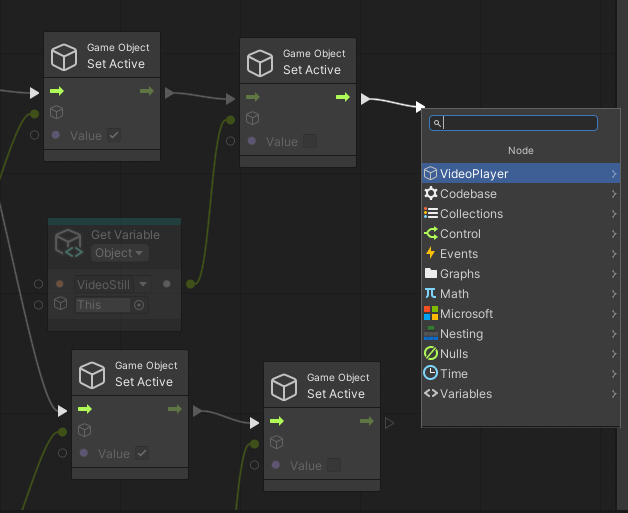 Game Object
Set Active
Value
Game Object
Set Active
Value
Get Variable
Object
VideoStill
This
Game Object
Set Active
Value
Game Object
Set Active
Value
Node
VideoPlayer
Codebase
Collections
Control
Events
Graphs
Math
Microsoft
Nesting
Nulls
Time
Variables